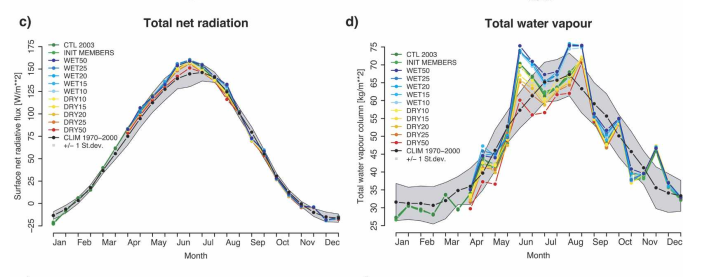 c)
Total net radiation
Surface net radiative flux [W/m**2]
175
150
125
100
75
50
25
0
−25
CTL 2003
INIT MEMBERS
WET50
WET25
WET20
WET15
WET10
DRY10
DRY15
DRY20
DRY25
DRY50
CLIM 1970−2000
+/− 1 St.dev.
Jan Feb Mar Apr May Jun Jul Aug Sep Oct Nov Dec
Month
d)
Total water vapour
Total water vapour column [kg/m**2]
75
70
65
60
55
50
45
40
35
30
25
CTL 2003
INIT MEMBERS
WET50
WET25
WET20
WET15
WET10
DRY10
DRY15
DRY20
DRY25
DRY50
CLIM 1970−2000
+/− 1 St.dev.
Jan Feb Mar Apr May Jun Jul Aug Sep Oct Nov Dec
Month